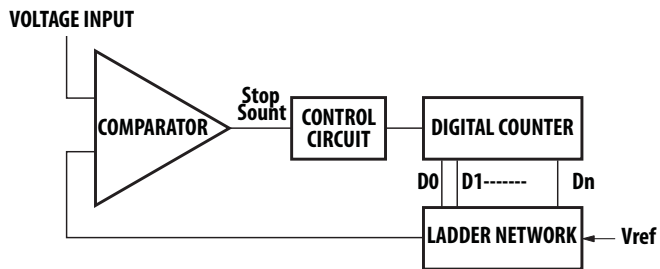 VOLTAGE INPUT
COMPARATOR
Stop
Sount
CONTROL
CIRCUIT
DIGITAL COUNTER
D0 D1------- Dn
LADDER NETWORK
Vref